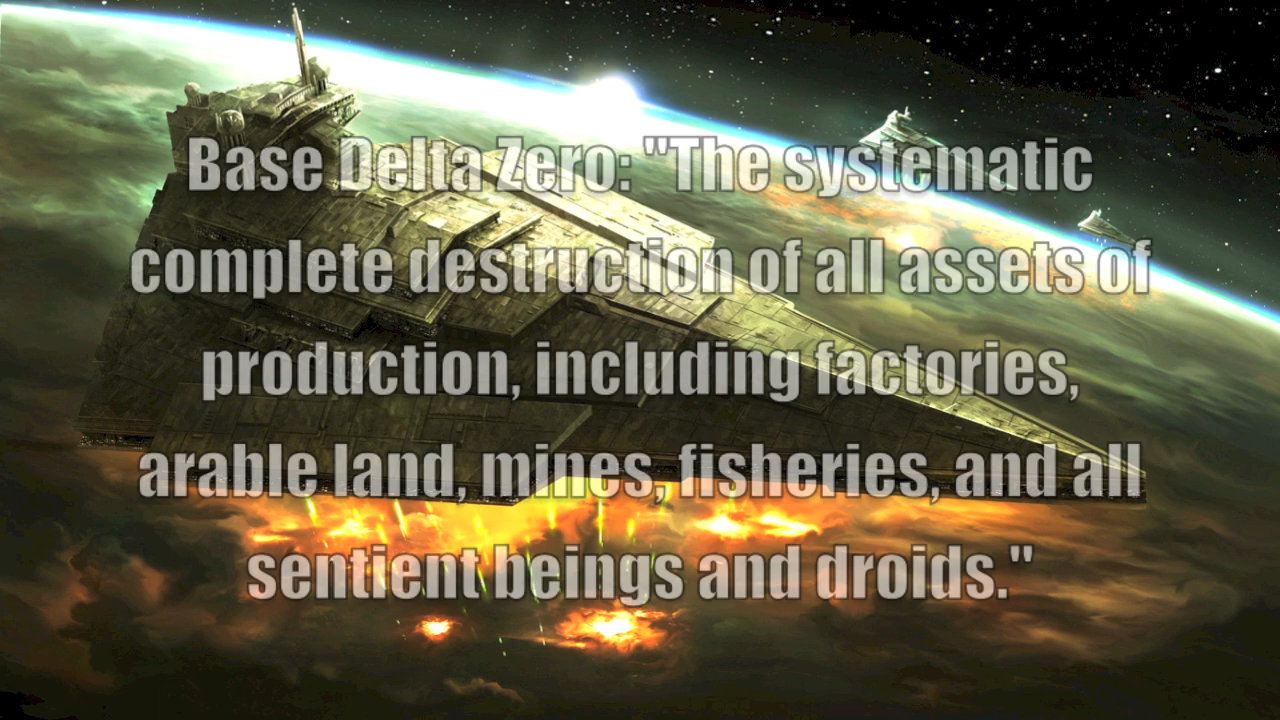 Base Delta Zero: "The systematic
complete destruction of all assets of
production, including factories,
arable land, mines, fisheries, and all
sentient beings and droids."